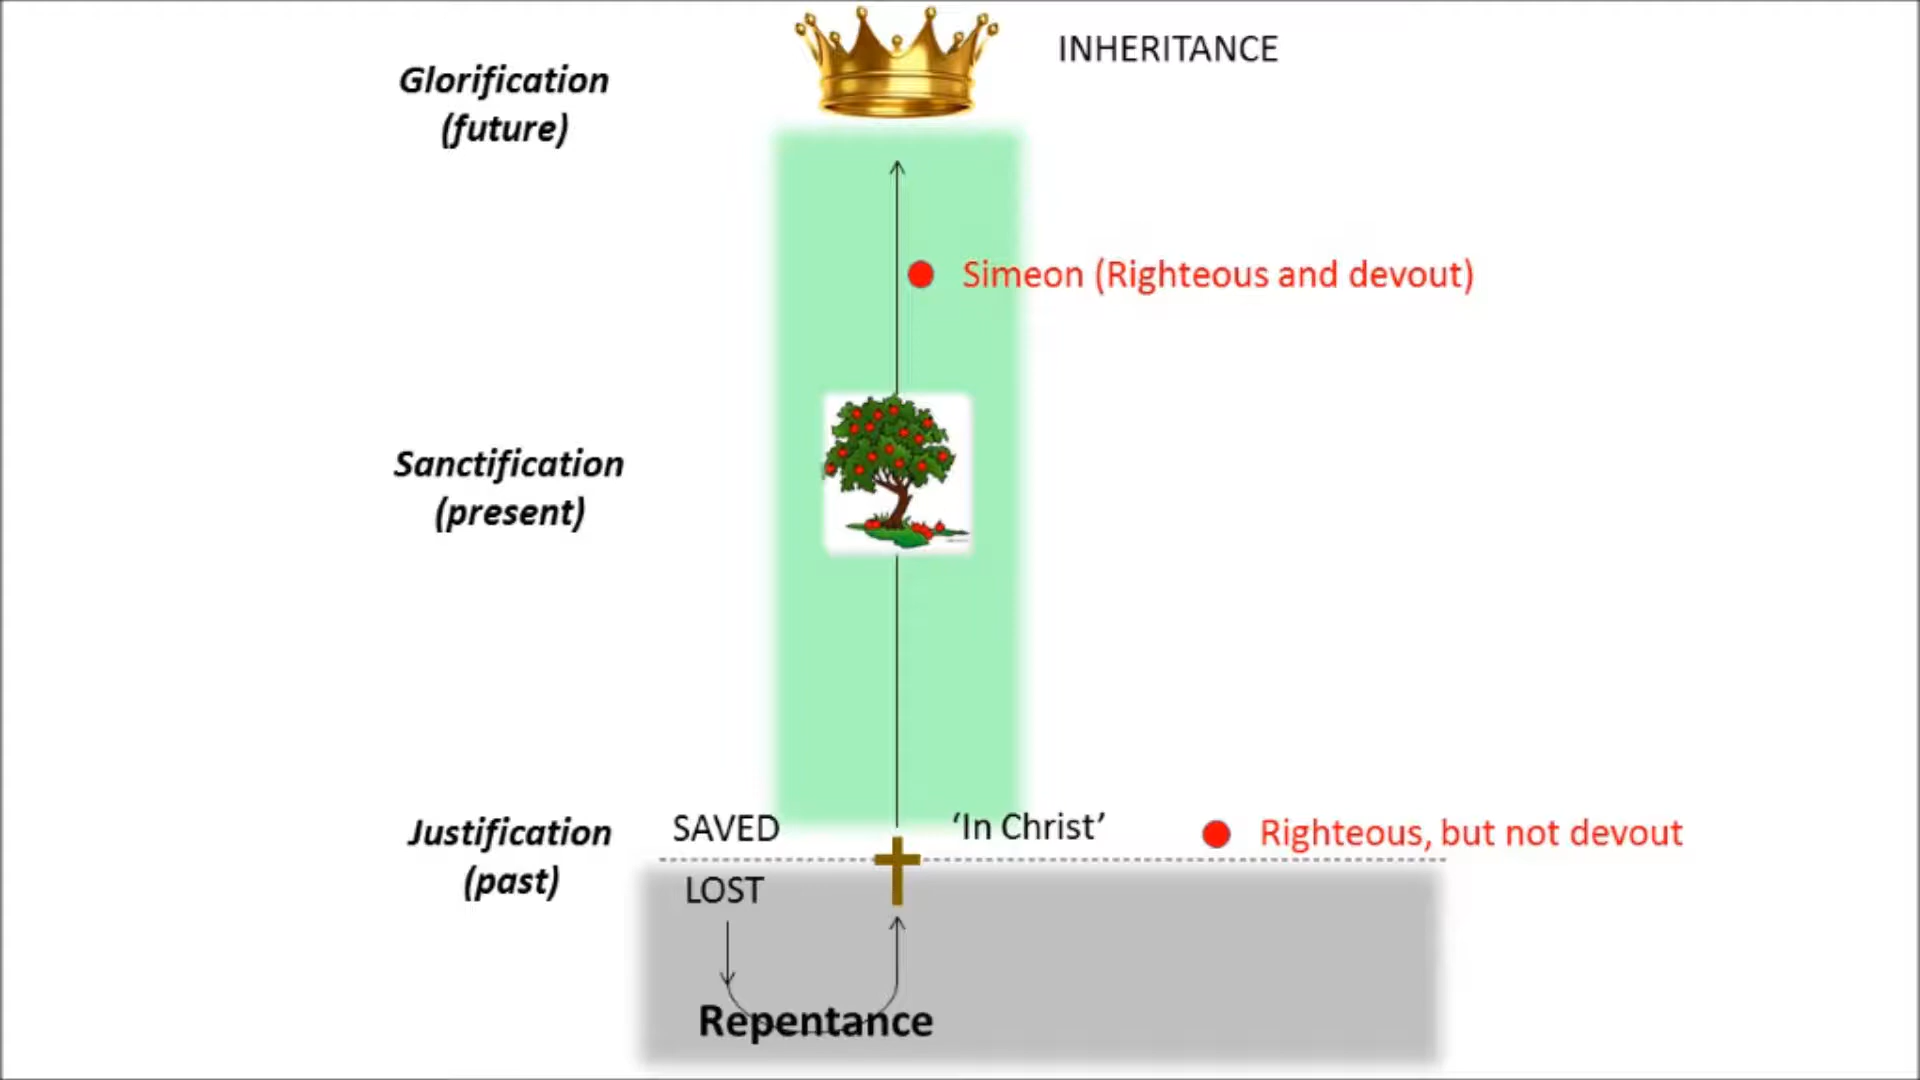 INHERITANCE
Glorification
(future)
Simeon (Righteous and devout)
Sanctification
(present)
Justification
(past)
SAVED
‘In Christ’
Righteous, but not devout
LOST
Repentance